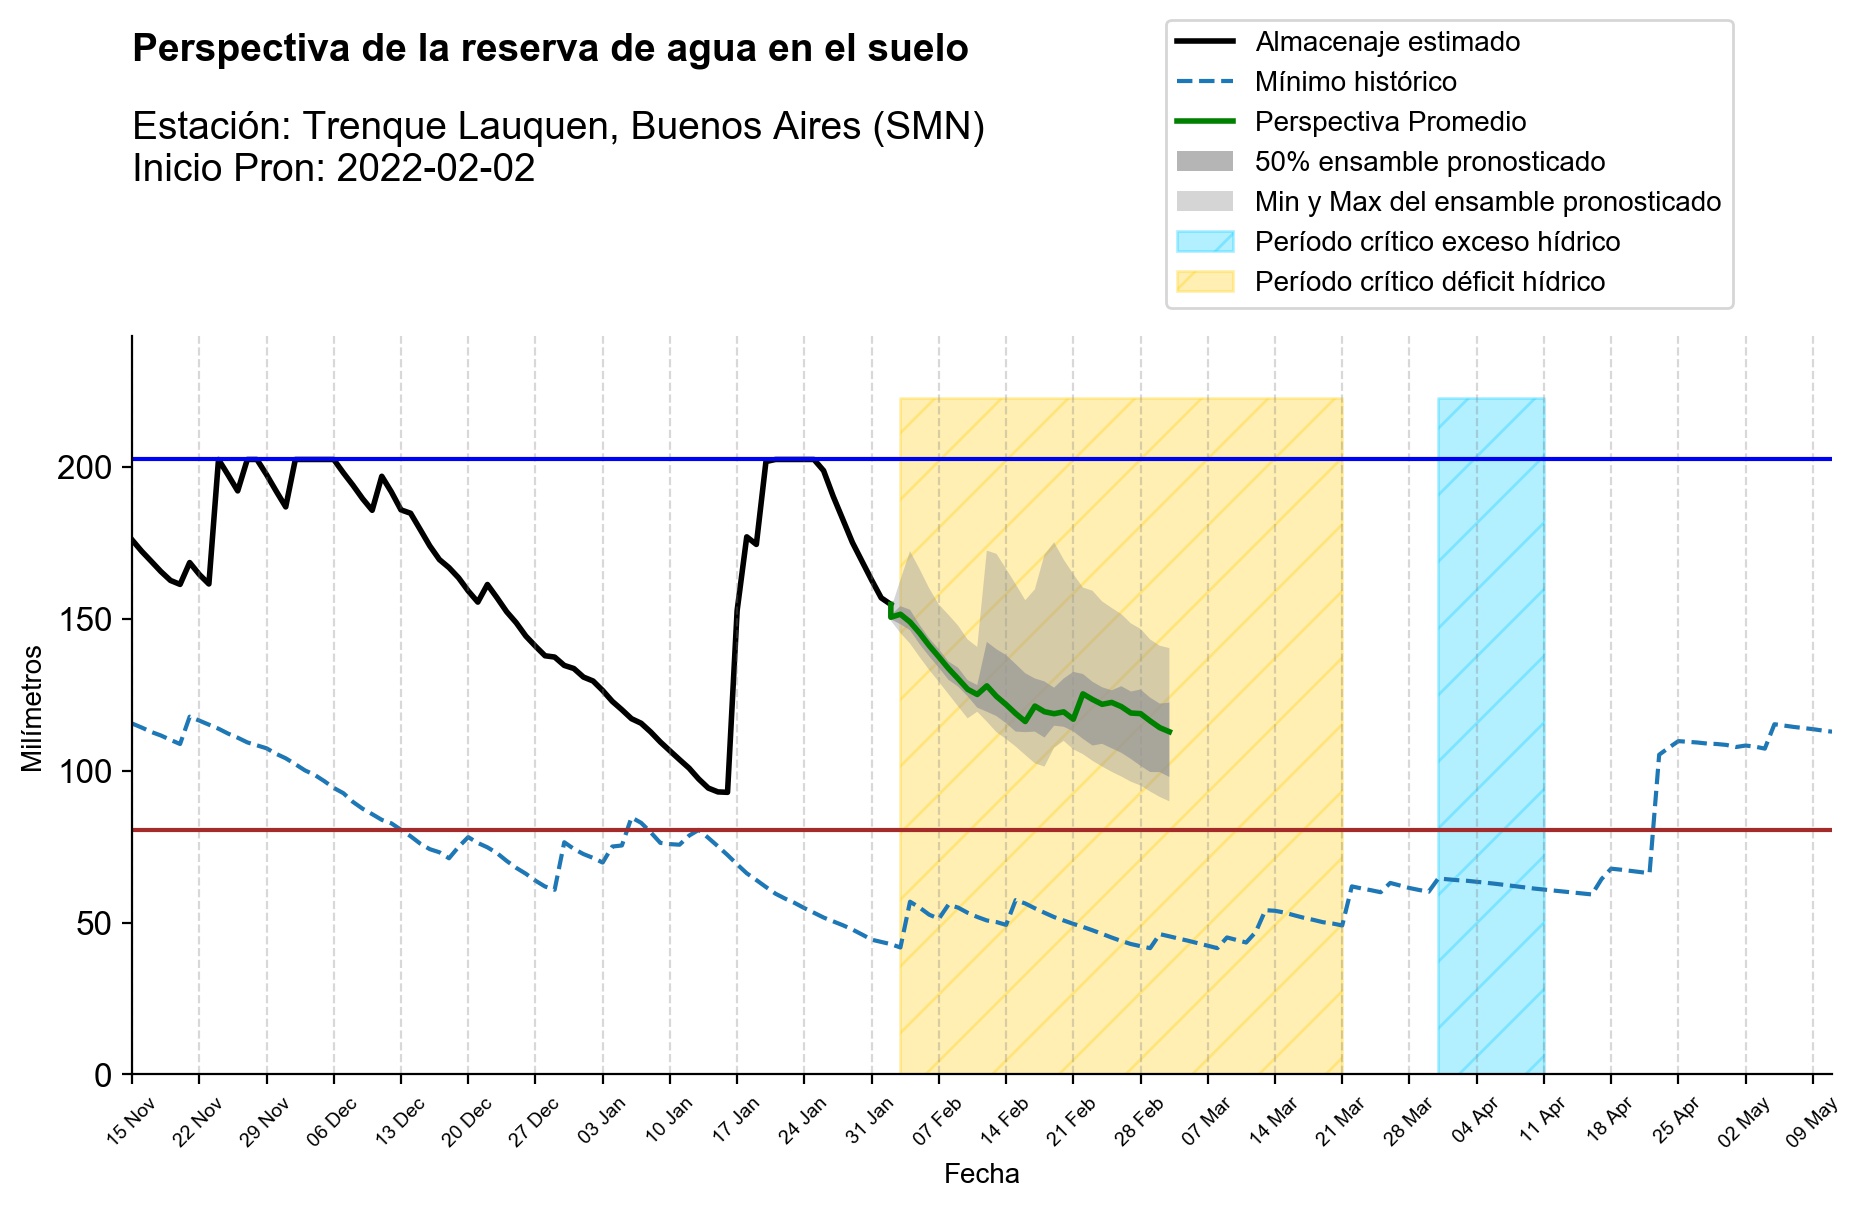 Perspectiva de la reserva de agua en el suelo
Estación: Trenque Lauquen, Buenos Aires (SMN)
Inicio Pron: 2022-02-02
Almacenaje estimado
Mínimo histórico
Perspectiva Promedio
50% ensamble pronosticado
Min y Max del ensamble pronosticado
Período crítico exceso hídrico
Período crítico déficit hídrico
Milímetros
200
150
100
50
0
15 Nov
22 Nov
29 Nov
06 Dec
13 Dec
20 Dec
27 Dec
03 Jan
10 Jan
17 Jan
24 Jan
31 Jan
07 Feb
14 Feb
21 Feb
28 Feb
07 Mar
14 Mar
21 Mar
28 Mar
04 Apr
11 Apr
18 Apr
25 Apr
02 May
09 May
Fecha